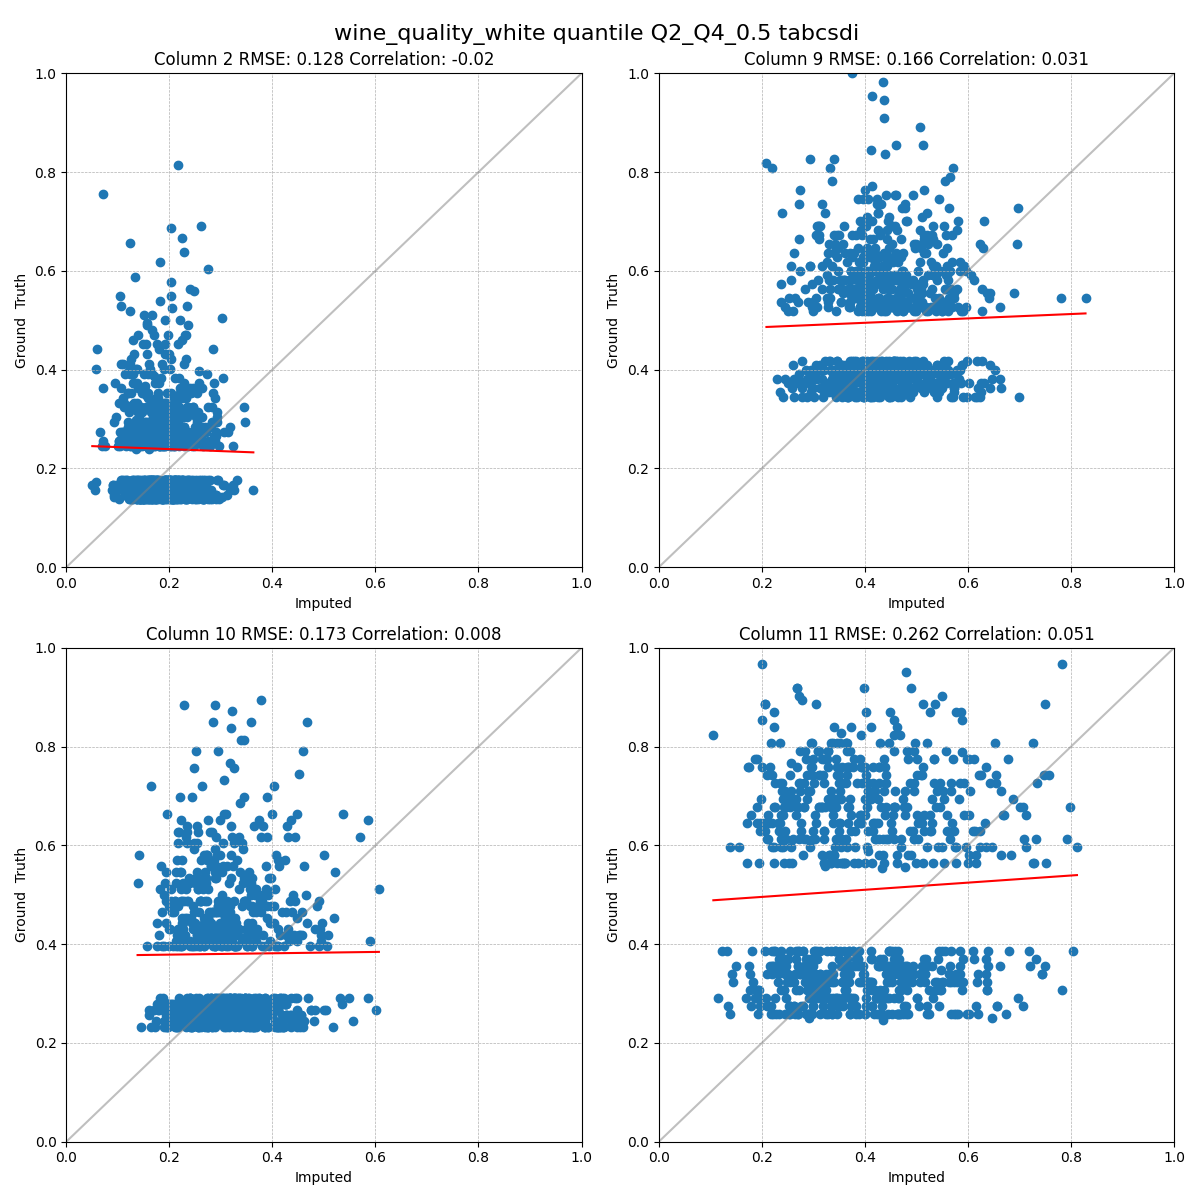 wine_quality_white quantile Q2_Q4_0.5 tabcsdi
Column 2 RMSE: 0.128 Correlation: -0.02
1.0
0.8
0.6
0.4
0.2
0.0
Ground Truth
0.0 0.2 0.4 0.6 0.8 1.0
Imputed
Column 9 RMSE: 0.166 Correlation: 0.031
1.0
0.8
0.6
0.4
0.2
0.0
Ground Truth
0.0 0.2 0.4 0.6 0.8 1.0
Imputed
Column 10 RMSE: 0.173 Correlation: 0.008
1.0
0.8
0.6
0.4
0.2
0.0
Ground Truth
0.0 0.2 0.4 0.6 0.8 1.0
Imputed
Column 11 RMSE: 0.262 Correlation: 0.051
1.0
0.8
0.6
0.4
0.2
0.0
Ground Truth
0.0 0.2 0.4 0.6 0.8 1.0
Imputed